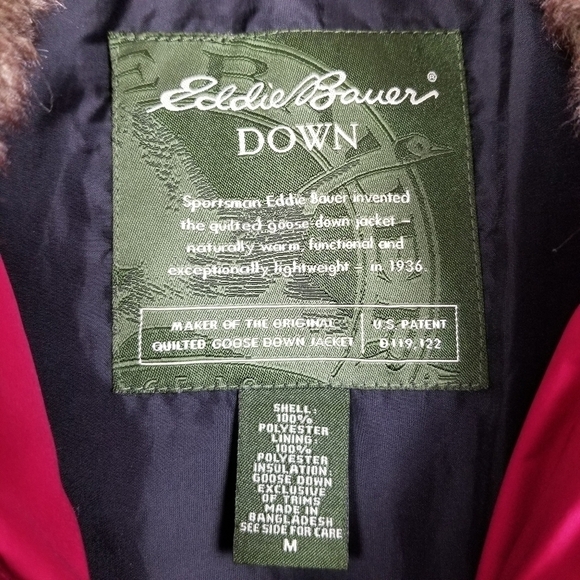 Eddie Bauer®
DOWN
Sportsman Eddie Bauer invented
the quilted goose down jacket –
naturally warm, functional and
exceptionally lightweight – in 1936.
MAKER OF THE ORIGINAL
QUILTED GOOSE DOWN JACKET
U.S. PATENT
D119,122
SHELL:
100%
POLYESTER
LINING:
100%
POLYESTER
INSULATION:
GOOSE DOWN
EXCLUSIVE
OF TRIMS
MADE IN
BANGLADESH
SEE SIDE FOR CARE
M